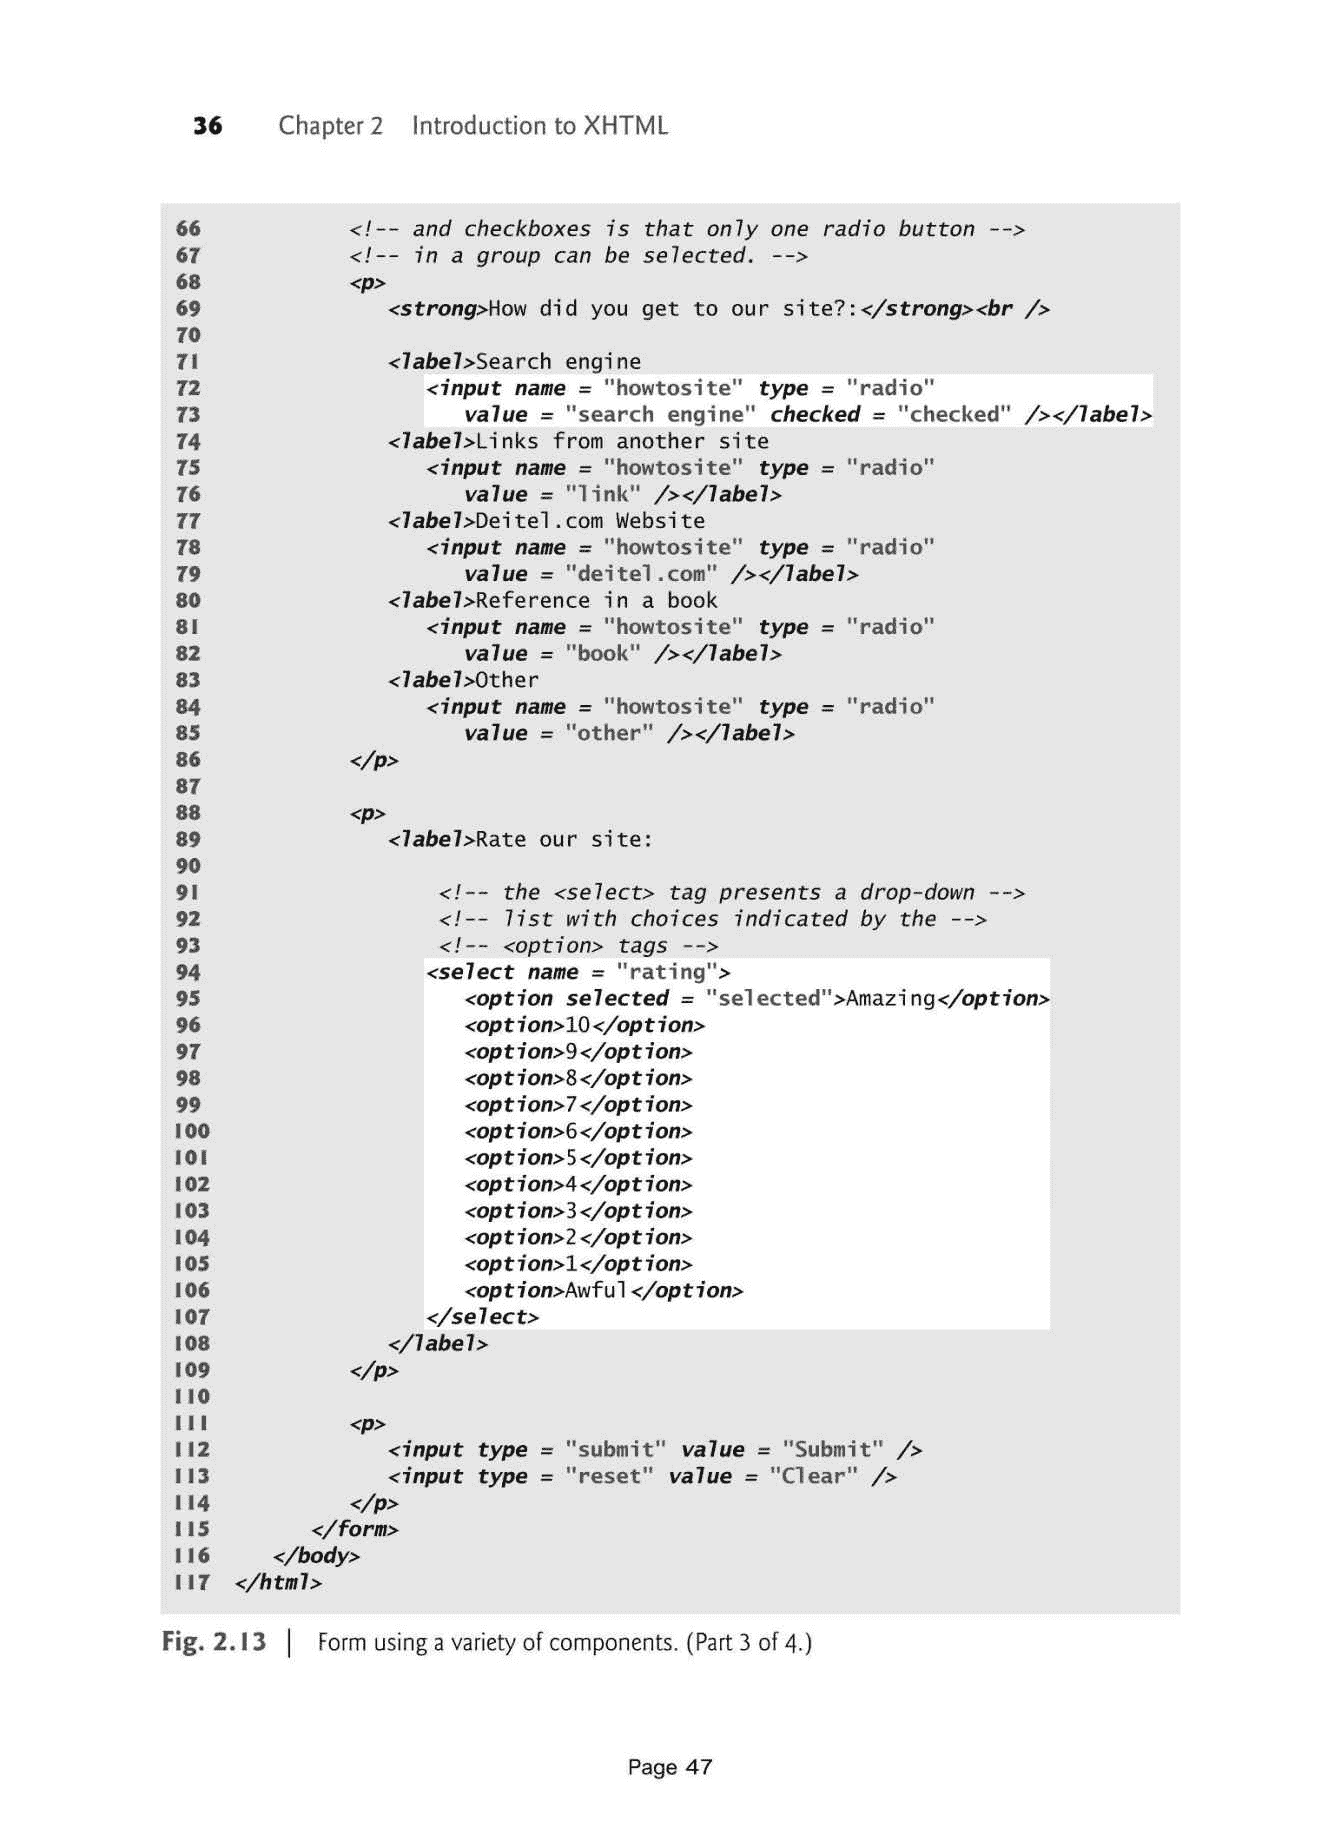 36 Chapter 2 Introduction to XHTML
66 <!-- and checkboxes is that only one radio button -->
67 <!-- in a group can be selected. -->
68 <p>
69 <strong>How did you get to our site?:</strong><br />
70
71 <label>Search engine
72 <input name = "howtosite" type = "radio"
73 value = "search engine" checked = "checked" /></label>
74 <label>Links from another site
75 <input name = "howtosite" type = "radio"
76 value = "link" /></label>
77 <label>Deitel.com Website
78 <input name = "howtosite" type = "radio"
79 value = "deitel.com" /></label>
80 <label>Reference in a book
81 <input name = "howtosite" type = "radio"
82 value = "book" /></label>
83 <label>Other
84 <input name = "howtosite" type = "radio"
85 value = "other" /></label>
86 </p>
87
88 <p>
89 <label>Rate our site:
90
91 <!-- the <select> tag presents a drop-down -->
92 <!-- list with choices indicated by the -->
93 <!-- <option> tags -->
94 <select name = "rating">
95 <option selected = "selected">Amazing</option>
96 <option>10</option>
97 <option>9</option>
98 <option>8</option>
99 <option>7</option>
100 <option>6</option>
101 <option>5</option>
102 <option>4</option>
103 <option>3</option>
104 <option>2</option>
105 <option>1</option>
106 <option>Awful</option>
107 </select>
108 </label>
109 </p>
110
111 <p>
112 <input type = "submit" value = "Submit" />
113 <input type = "reset" value = "Clear" />
114 </p>
115 </form>
116 </body>
117 </html>
Fig. 2.13 | Form using a variety of components. (Part 3 of 4.)
Page 47